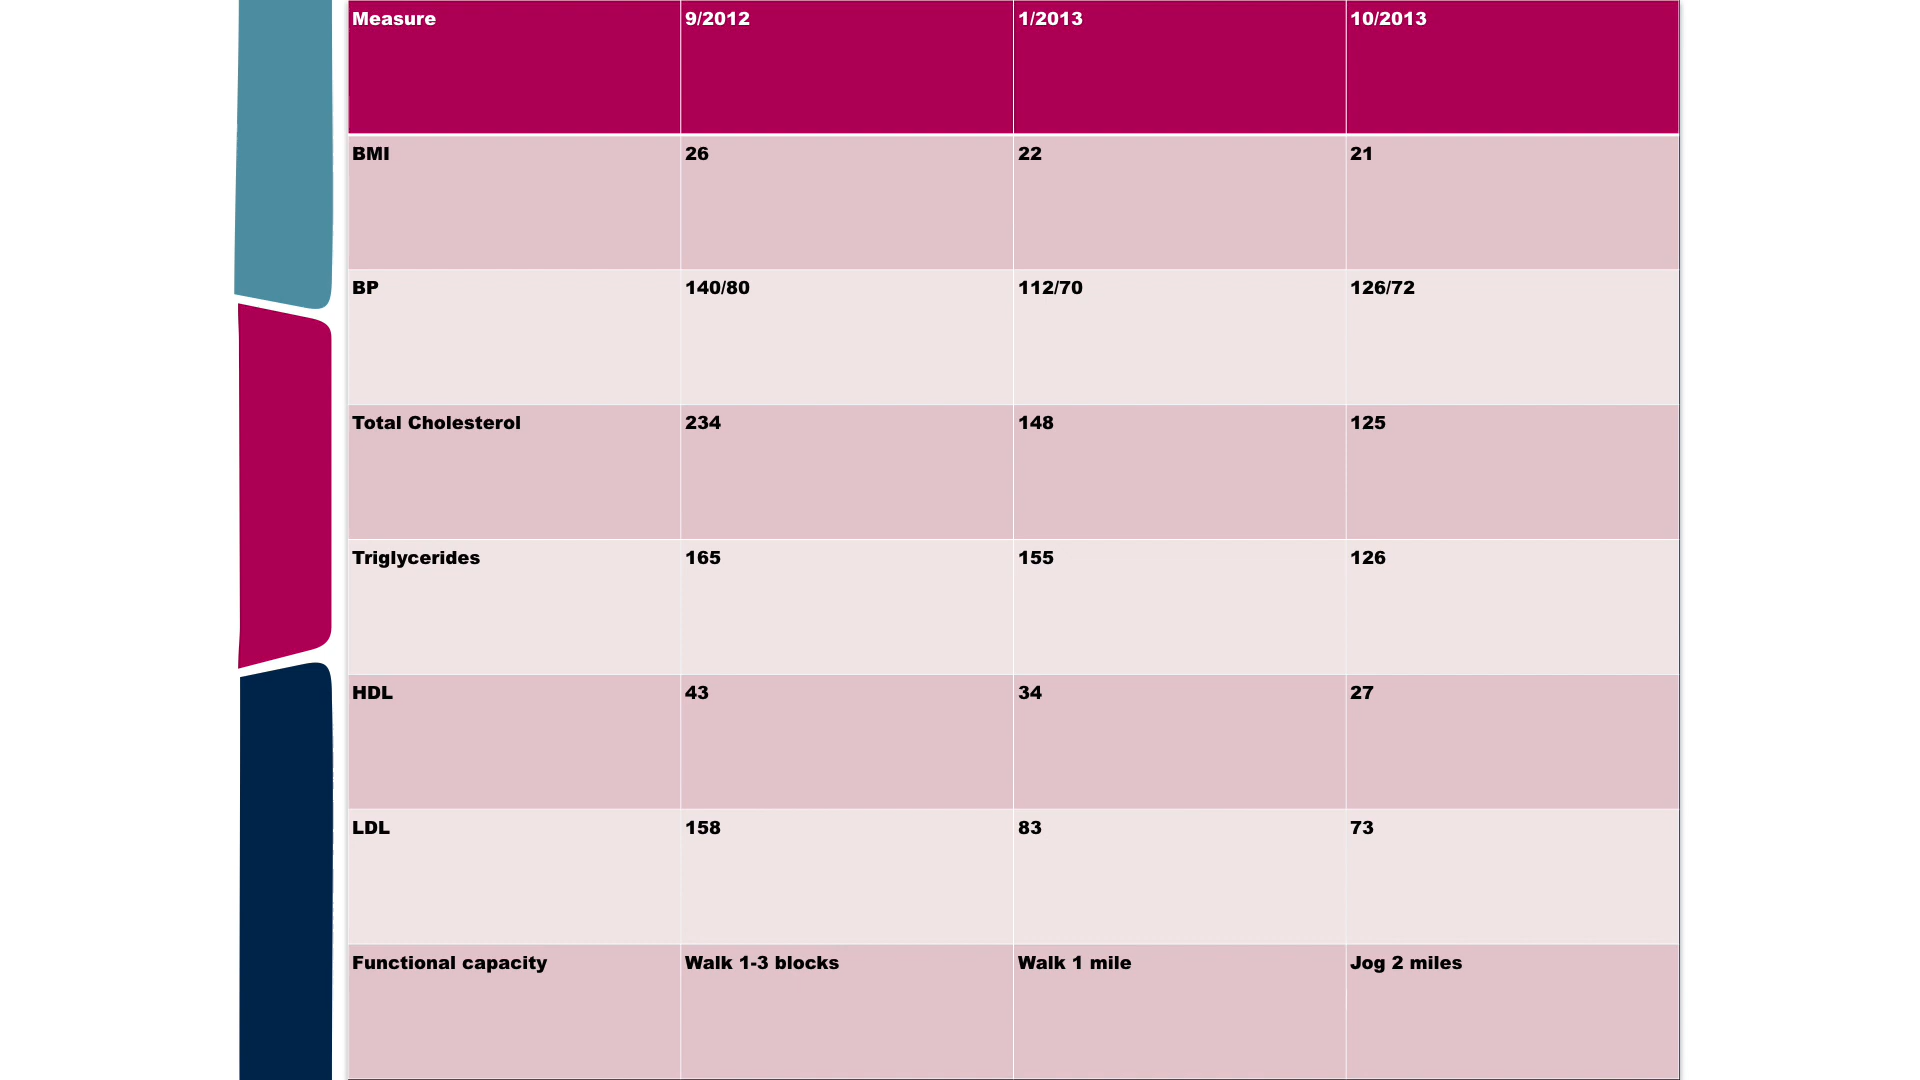 Measure 9/2012 1/2013 10/2013
BMI 26 22 21
BP 140/80 112/70 126/72
Total Cholesterol 234 148 125
Triglycerides 165 155 126
HDL 43 34 27
LDL 158 83 73
Functional capacity Walk 1-3 blocks Walk 1 mile Jog 2 miles